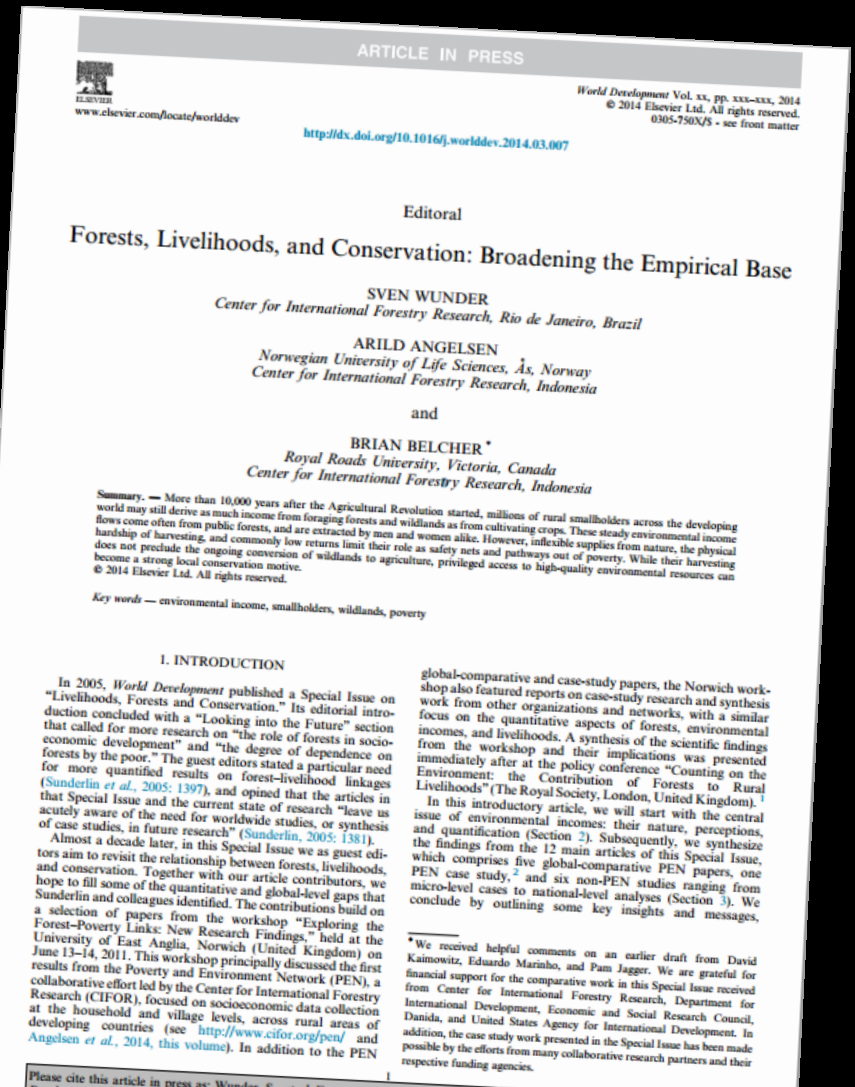 ARTICLE IN PRESS
ELSEVIER
www.elsevier.com/locate/worlddev
World Development Vol. xx, pp. xxx–xxx, 2014
© 2014 Elsevier Ltd. All rights reserved.
0305-750X/$ - see front matter
http://dx.doi.org/10.1016/j.worlddev.2014.03.007
Editoral
Forests, Livelihoods, and Conservation: Broadening the Empirical Base
SVEN WUNDER
Center for International Forestry Research, Rio de Janeiro, Brazil
ARILD ANGELSEN
Norwegian University of Life Sciences, Ås, Norway
Center for International Forestry Research, Indonesia
and
BRIAN BELCHER *
Royal Roads University, Victoria, Canada
Center for International Forestry Research, Indonesia
Summary. — More than 10,000 years after the Agricultural Revolution started, millions of rural smallholders across the developing
world may still derive as much income from foraging forests and wildlands as from cultivating crops. These steady environmental income
flows come often from public forests, and are extracted by men and women alike. However, inflexible supplies from nature, the physical
hardship of harvesting, and commonly low returns limit their role as safety nets and pathways out of poverty. While their harvesting
does not preclude the ongoing conversion of wildlands to agriculture, privileged access to high-quality environmental resources can
become a strong local conservation motive.
© 2014 Elsevier Ltd. All rights reserved.
Key words — environmental income, smallholders, wildlands, poverty
1. INTRODUCTION
In 2005, World Development published a Special Issue on
“Livelihoods, Forests and Conservation.” Its editorial intro-
duction concluded with a “Looking into the Future” section
that called for more research on “the role of forests in socio-
economic development” and “the degree of dependence on
forests by the poor.” The guest editors stated a particular need
for more quantified results on forest–livelihood linkages
(Sunderlin et al., 2005: 1397), and opined that the articles in
that Special Issue and the current state of research “leave us
acutely aware of the need for worldwide studies, or synthesis
of case studies, in future research” (Sunderlin, 2005: 1381).
Almost a decade later, in this Special Issue we as guest edi-
tors aim to revisit the relationship between forests, livelihoods,
and conservation. Together with our article contributors, we
hope to fill some of the quantitative and global-level gaps that
Sunderlin and colleagues identified. The contributions build on
a selection of papers from the workshop “Exploring the
Forest–Poverty Links: New Research Findings,” held at the
University of East Anglia, Norwich (United Kingdom) on
June 13–14, 2011. This workshop principally discussed the first
results from the Poverty and Environment Network (PEN), a
collaborative effort led by the Center for International Forestry
Research (CIFOR), focused on socioeconomic data collection
at the household and village levels, across rural areas of
developing countries (see http://www.cifor.org/pen/ and
Angelsen et al., 2014, this volume). In addition to the PEN
global-comparative and case-study papers, the Norwich work-
shop also featured reports on case-study research and synthesis
work from other organizations and networks, with a similar
focus on the quantitative aspects of forests, environmental
incomes, and livelihoods. A synthesis of the scientific findings
from the workshop and their implications was presented
immediately after at the policy conference “Counting on the
Environment: the Contribution of Forests to Rural
Livelihoods” (The Royal Society, London, United Kingdom). 1
In this introductory article, we will start with the central
issue of environmental incomes: their nature, perceptions,
and quantification (Section 2). Subsequently, we synthesize
the findings from the 12 main articles of this Special Issue,
which comprises five global-comparative PEN papers, one
PEN case study, 2 and six non-PEN studies ranging from
micro-level cases to national-level analyses (Section 3). We
conclude by outlining some key insights and messages,
* We received helpful comments on an earlier draft from David
Kaimowitz, Eduardo Marinho, and Pam Jagger. We are grateful for
financial support for the comparative work in this Special Issue received
from Center for International Forestry Research, Department for
International Development, Economic and Social Research Council,
Danida, and United States Agency for International Development. In
addition, the case study work presented in the Special Issue has been made
possible by the efforts from many collaborative research partners and their
respective funding agencies.
1
Please cite this article in press as: Wunder, S.